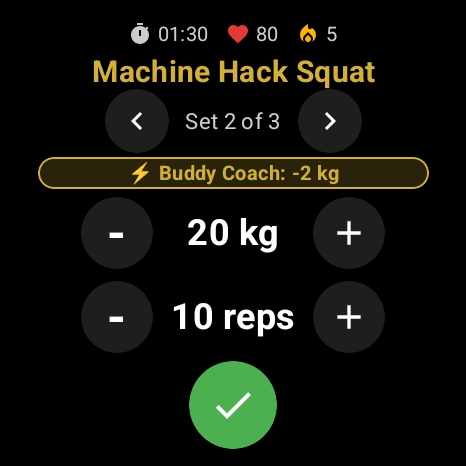 01:30 80 5
Machine Hack Squat
Set 2 of 3
⚡ Buddy Coach: -2 kg
- 20 kg +
- 10 reps +